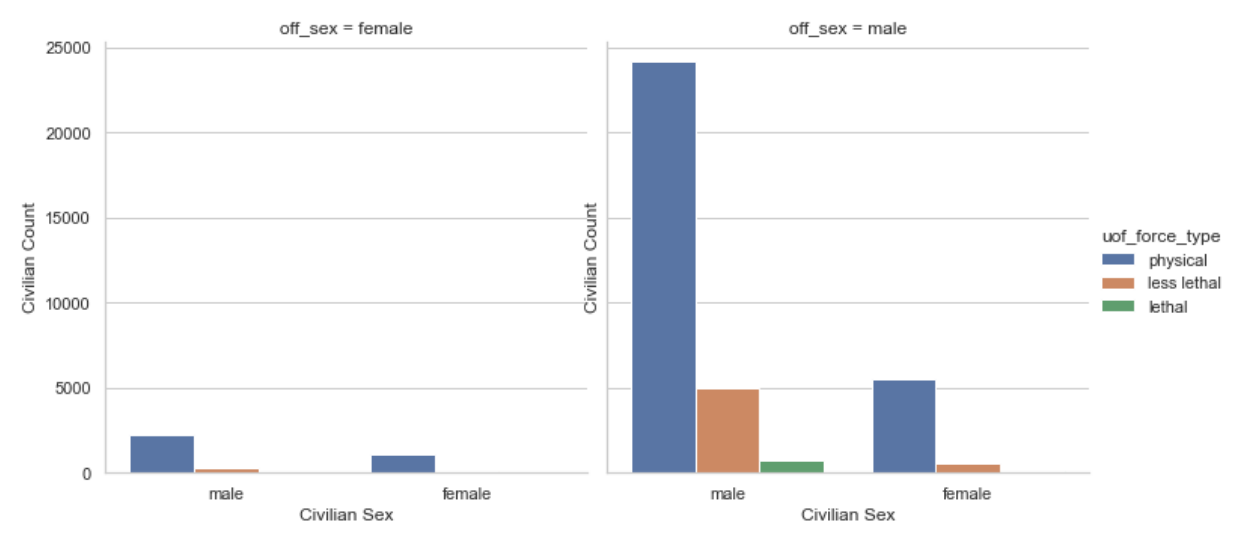 off_sex = female
off_sex = male
25000
20000
15000
10000
5000
0
Civilian Count
Civilian Count
male
female
male
female
Civilian Sex
Civilian Sex
uof_force_type
physical
less lethal
lethal